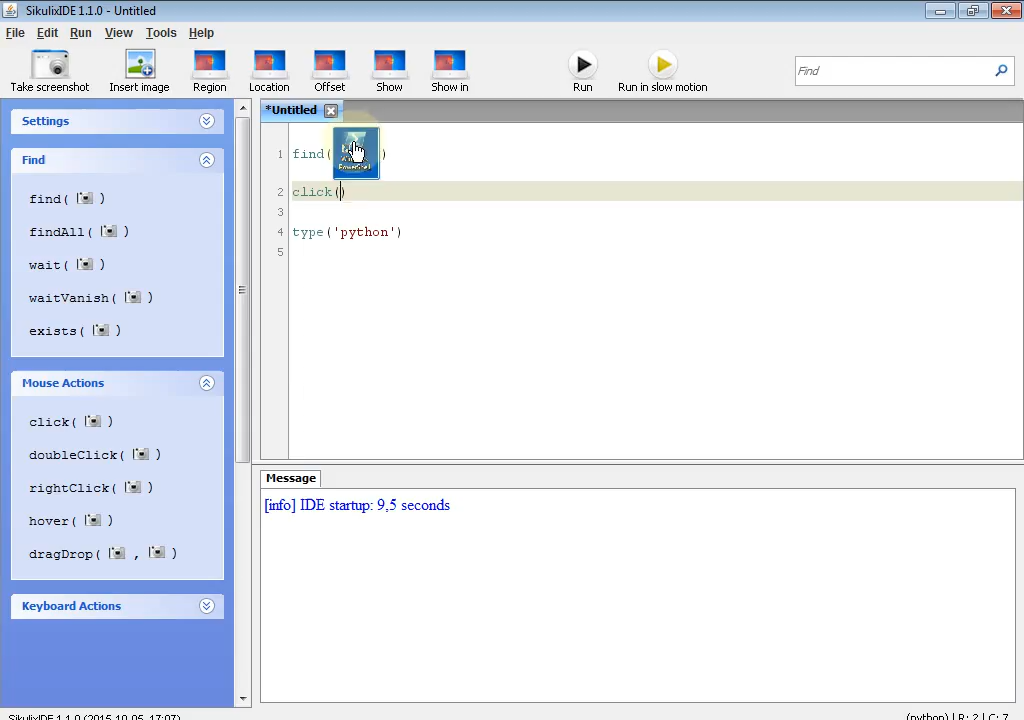 SikulixIDE 1.1.0 - Untitled
File Edit Run View Tools Help
Take screenshot Insert image Region Location Offset Show Show in Run Run in slow motion Find
Settings
Find
find( )
findAll( )
wait( )
waitVanish( )
exists( )
Mouse Actions
click( )
doubleClick( )
rightClick( )
hover( )
dragDrop( , )
Keyboard Actions
*Untitled
1 find( )
2 click()
3
4 type('python')
5
Message
[info] IDE startup: 9,5 seconds
SikulixIDE 1.1.0 (2015-10-05_17:07)
(python) | R: 2 | C: 7